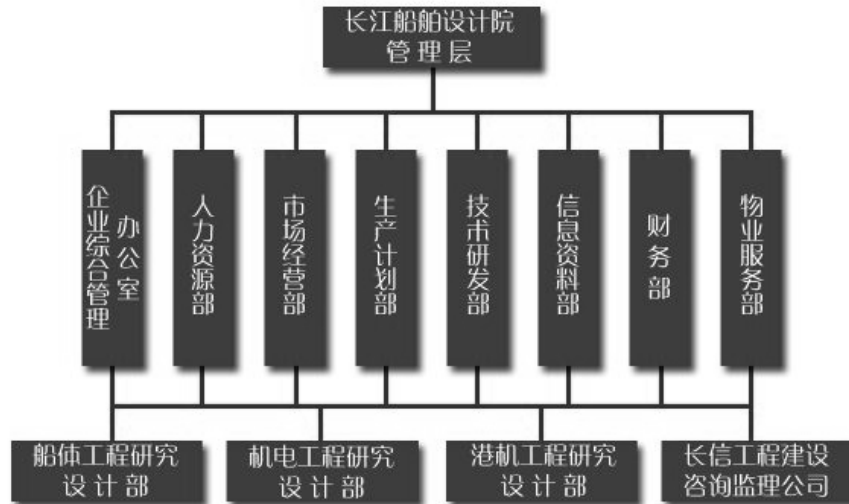 长江船舶设计院
管理层
企业综合管理
办公室
人力资源部
市场经营部
生产计划部
技术研发部
信息资料部
财务部
物业服务部
船体工程研究
设计部
机电工程研究
设计部
港机工程研究
设计部
长信工程建设
咨询监理公司